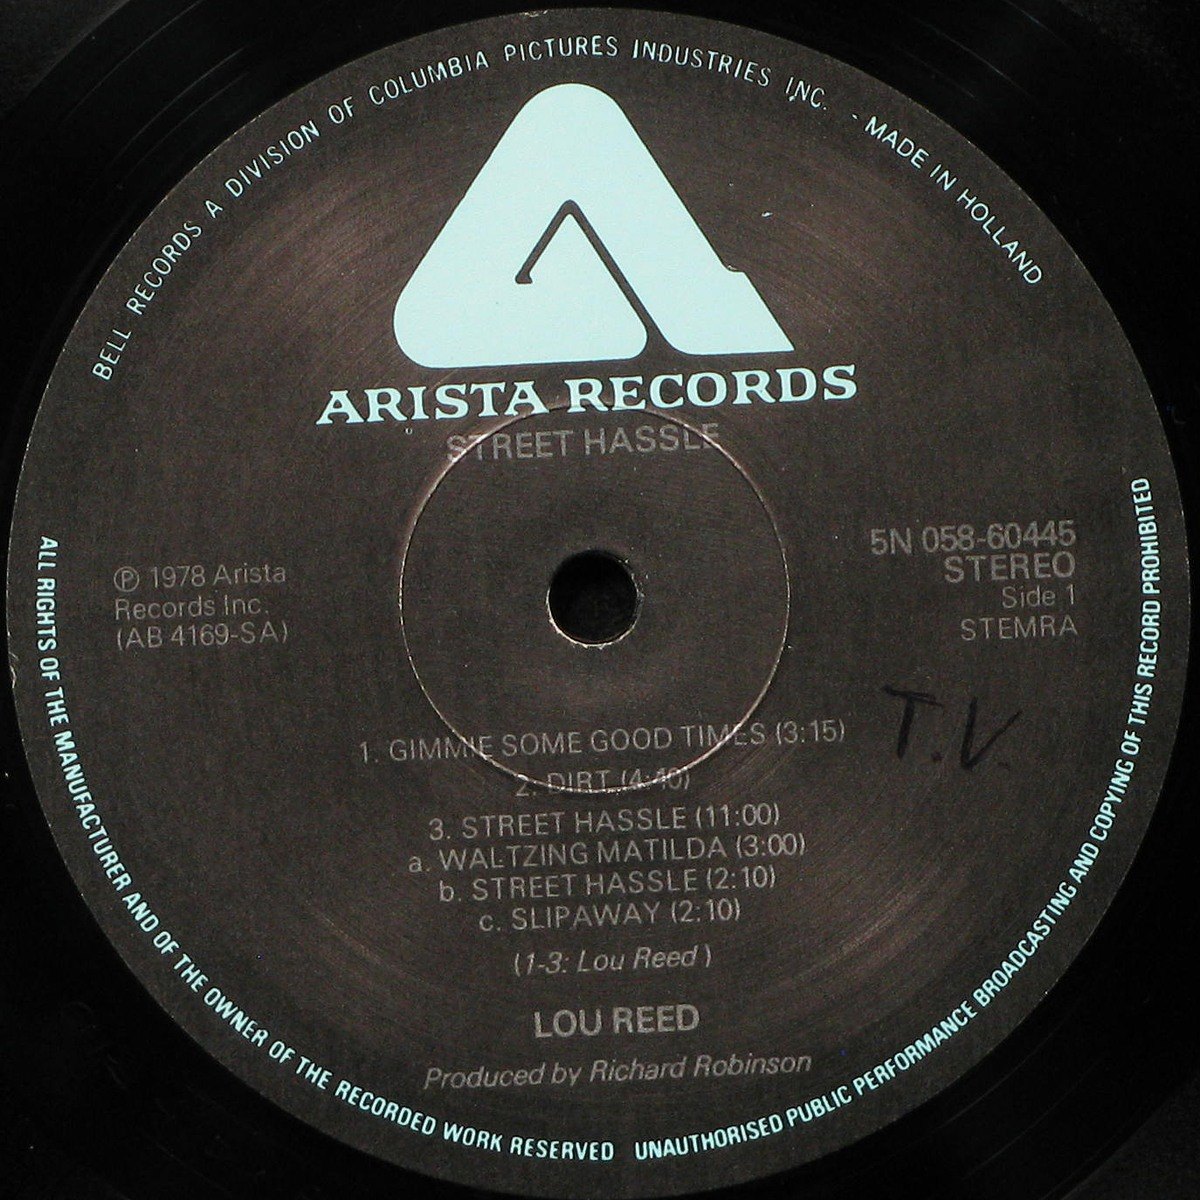 BELL RECORDS A DIVISION OF COLUMBIA PICTURES INDUSTRIES INC. - MADE IN HOLLAND
ARISTA RECORDS
STREET HASSLE
℗ 1978 Arista
Records Inc.
(AB 4169-SA)
5N 058-60445
STEREO
Side 1
STEMRA
T.V.
1. GIMMIE SOME GOOD TIMES (3:15)
2. DIRT (4:40)
3. STREET HASSLE (11:00)
a. WALTZING MATILDA (3:00)
b. STREET HASSLE (2:10)
c. SLIPAWAY (2:10)
(1-3: Lou Reed )
LOU REED
Produced by Richard Robinson
ALL RIGHTS OF THE MANUFACTURER AND OF THE OWNER OF THE RECORDED WORK RESERVED UNAUTHORISED PUBLIC PERFORMANCE BROADCASTING AND COPYING OF THIS RECORD PROHIBITED